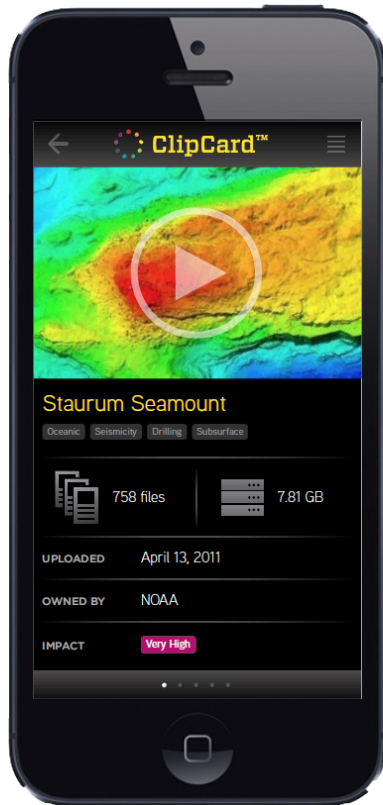 ClipCard™
Staurum Seamount
Oceanic Seismicity Drilling Subsurface
758 files 7.81 GB
UPLOADED April 13, 2011
OWNED BY NOAA
IMPACT Very High